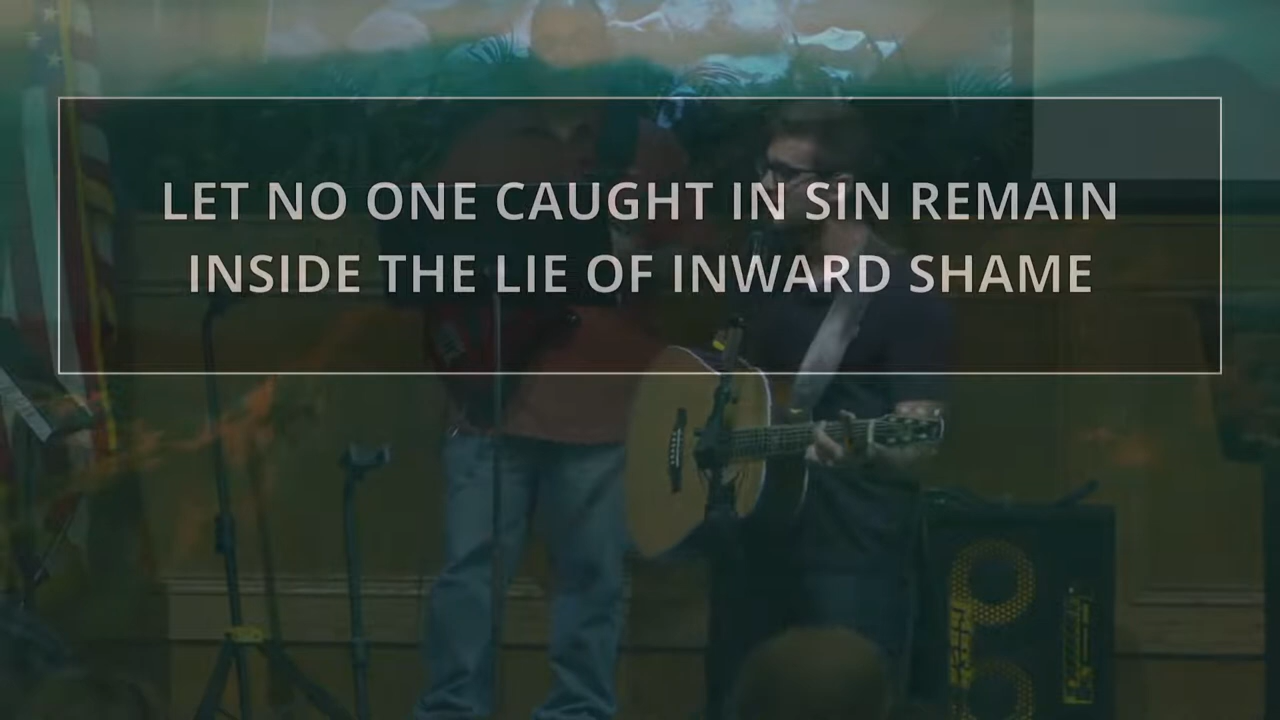 LET NO ONE CAUGHT IN SIN REMAIN
INSIDE THE LIE OF INWARD SHAME